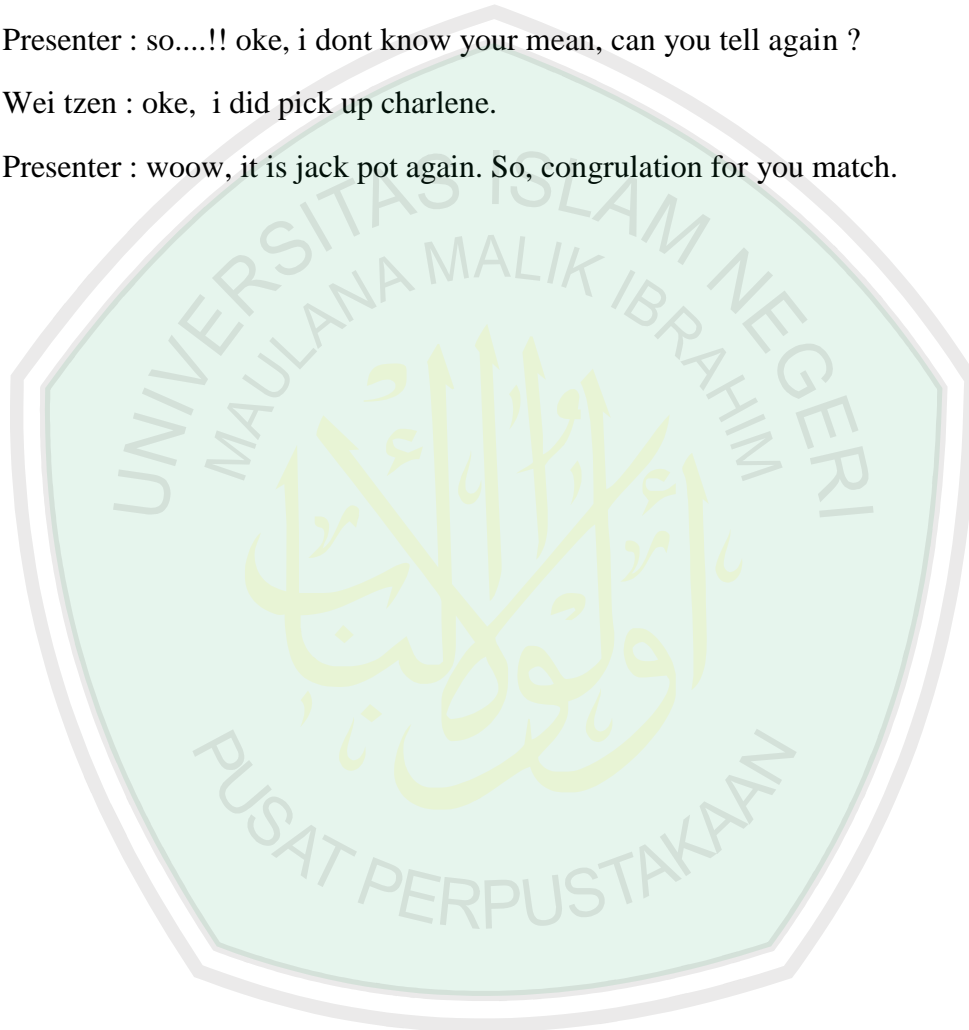 Presenter : so....!! oke, i dont know your mean, can you tell again ?
Wei tzen : oke,  i did pick up charlene.
Presenter : woow, it is jack pot again. So, congrulation for you match.
UNIVERSITAS ISLAM NEGERI
MAULANA MALIK IBRAHIM
PUSAT PERPUSTAKAAN